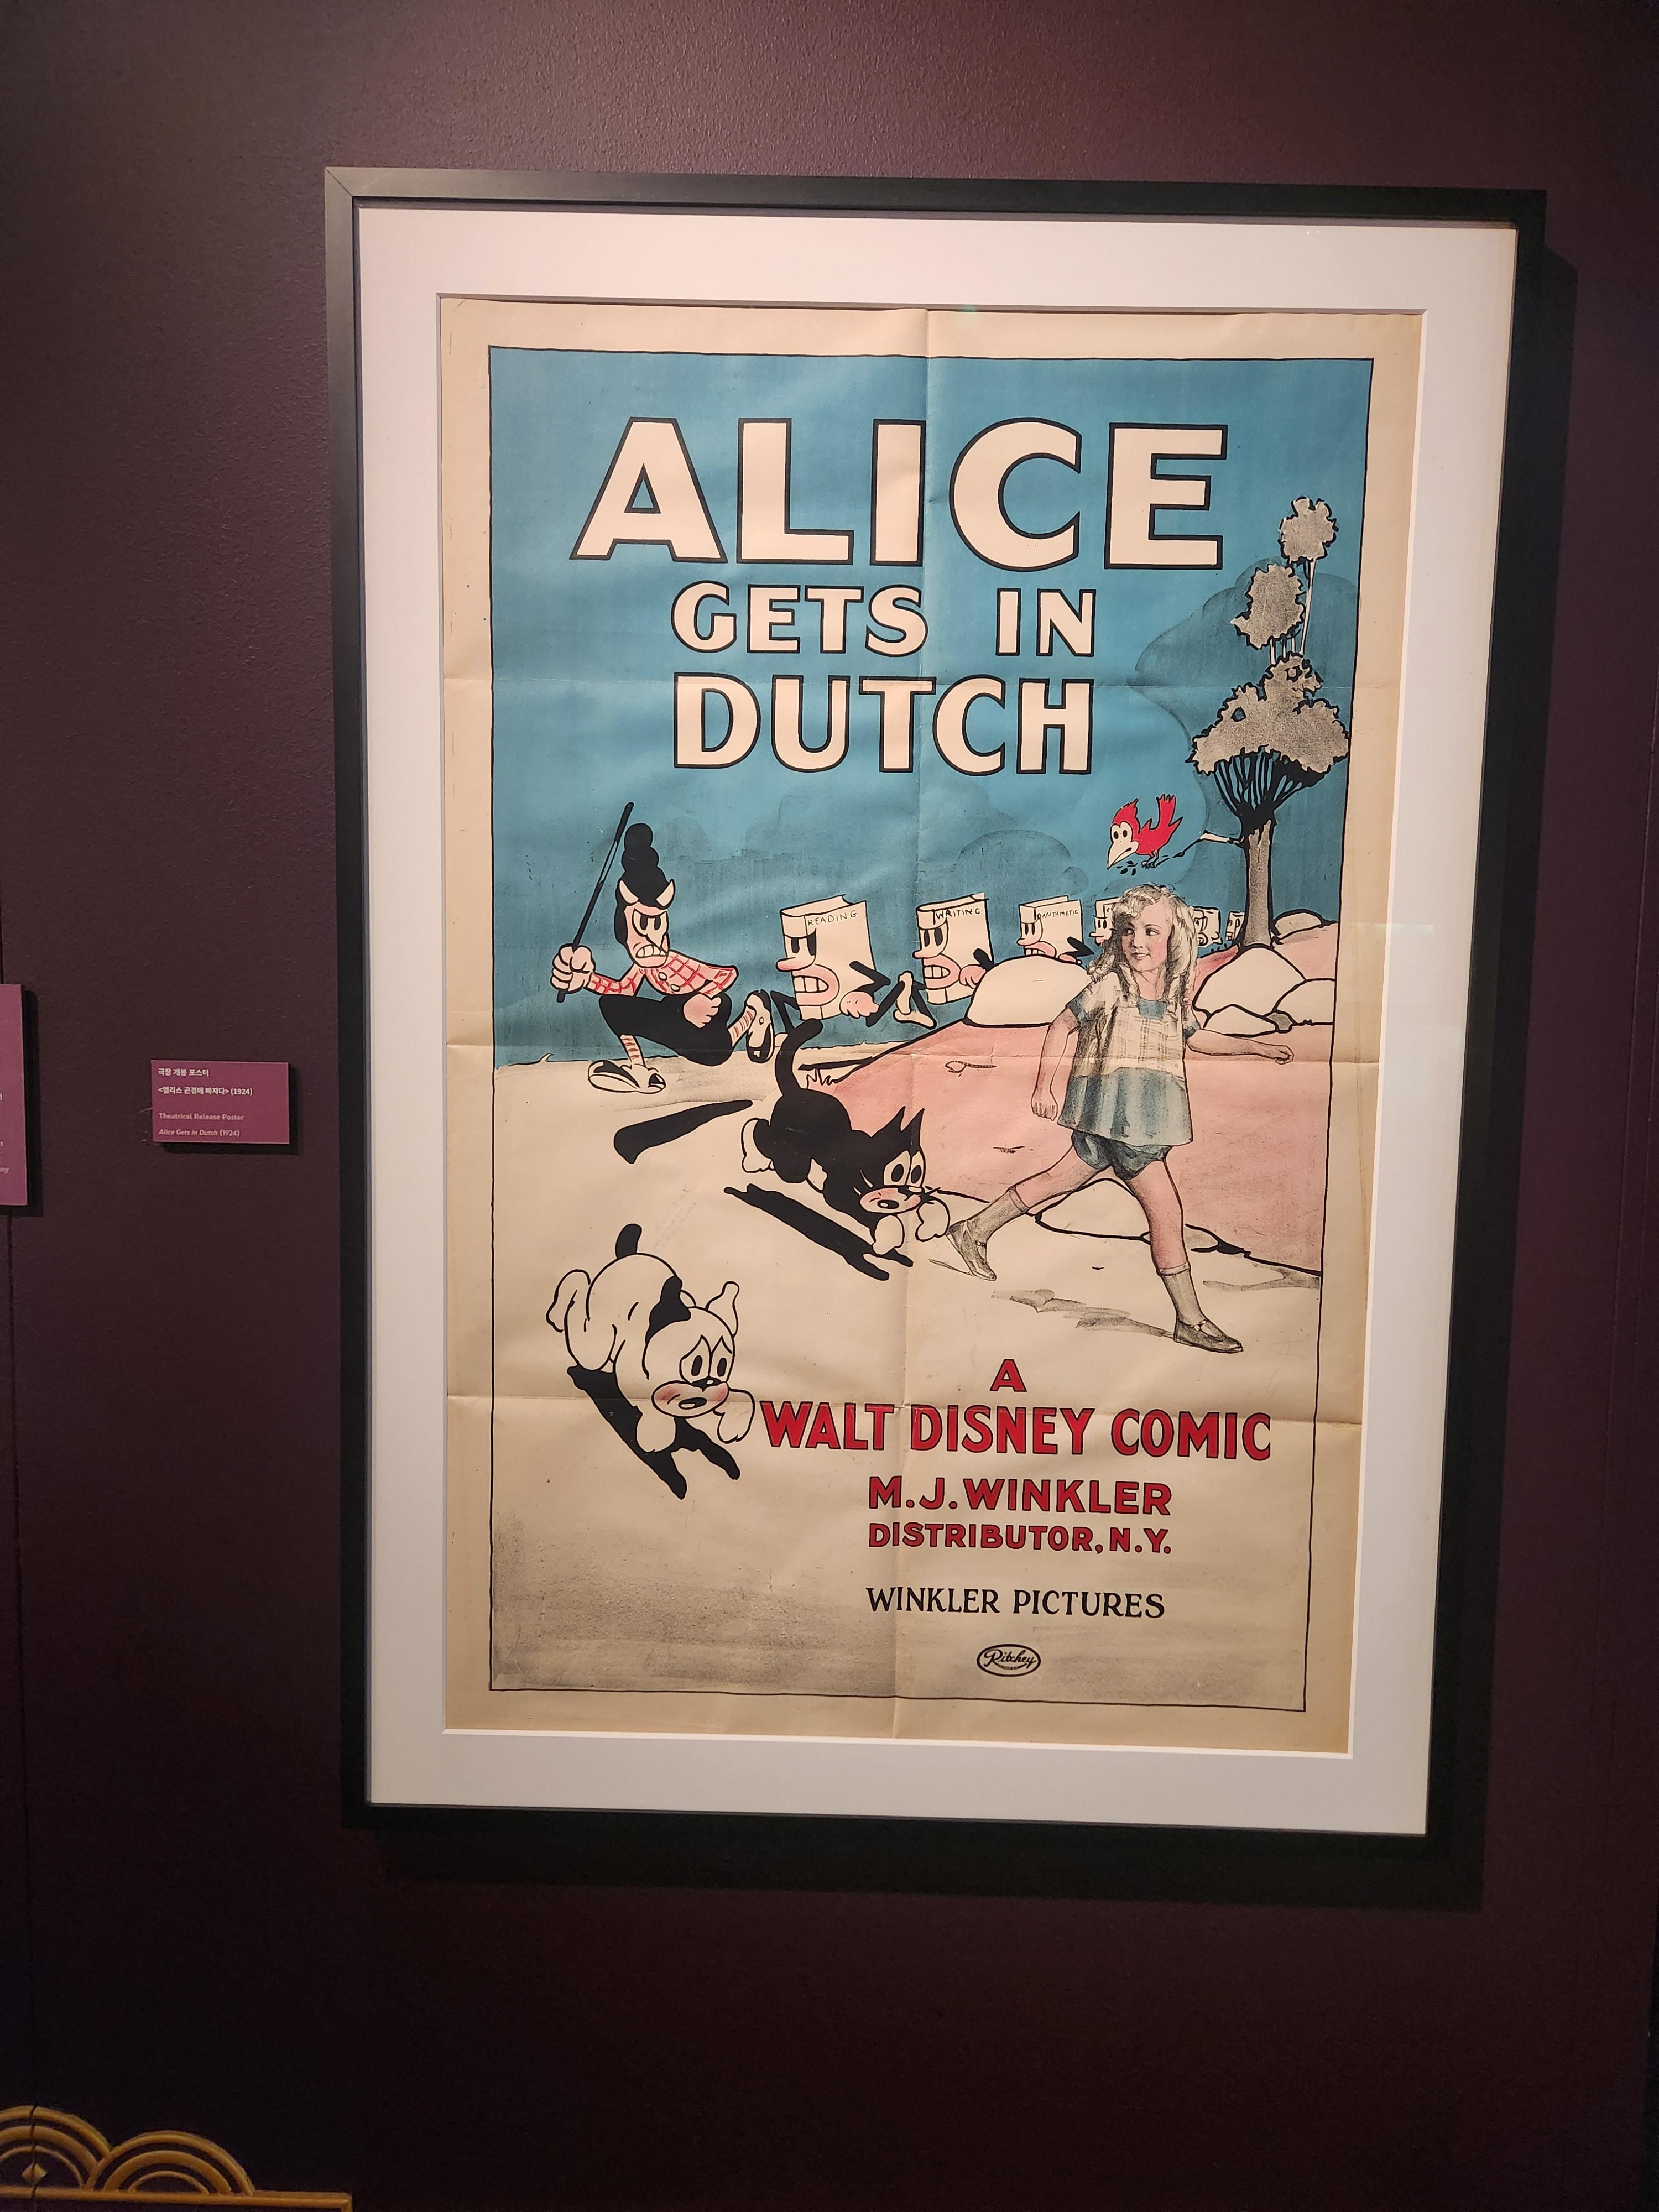 ALICE
GETS IN
DUTCH
READING
WRITING
ARITHMETIC
A
WALT DISNEY COMIC
M.J. WINKLER
DISTRIBUTOR, N.Y.
WINKLER PICTURES
Ritchey
극장 개봉 포스터
<앨리스 곤경에 빠지다> (1924)
Theatrical Release Poster
Alice Gets in Dutch (1924)